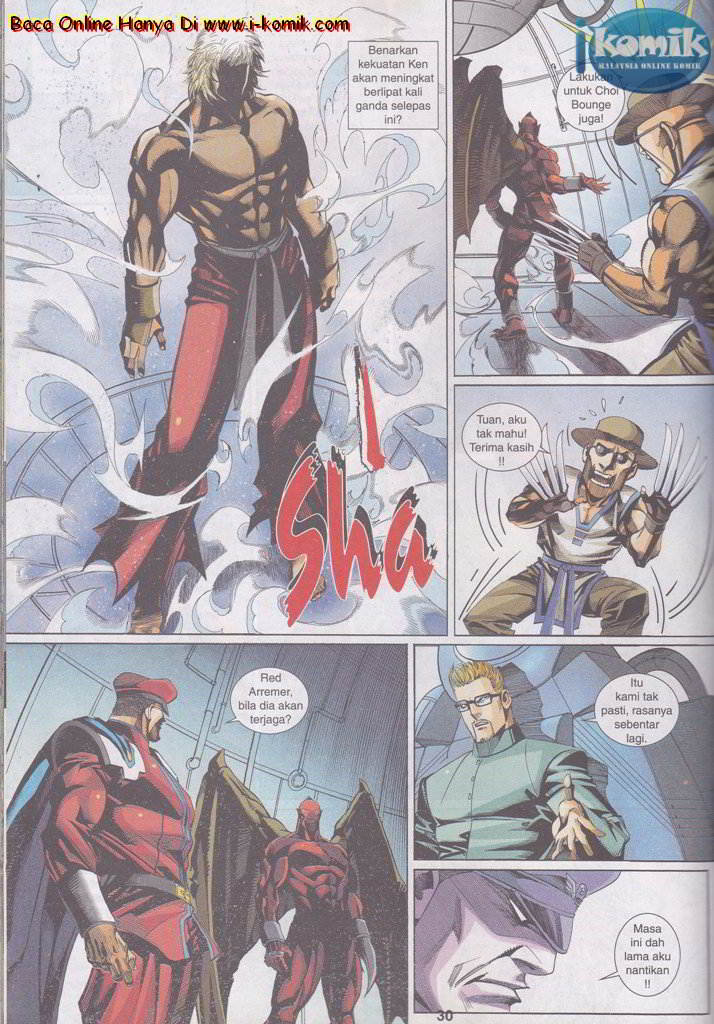 Baca Online Hanya Di www.i-komik.com
ikomik
MALAYSIA ONLINE KOMIK
Benarkan
kekuatan Ken
akan meningkat
berlipat kali
ganda selepas
ini?
Lakukan
untuk Choi
Bounge
juga!
Sha
Tuan, aku
tak mahu!
Terima kasih
!!
Red
Arremer,
bila dia akan
terjaga?
Itu
kami tak
pasti, rasanya
sebentar
lagi.
Masa
ini dah
lama aku
nantikan
!!
30